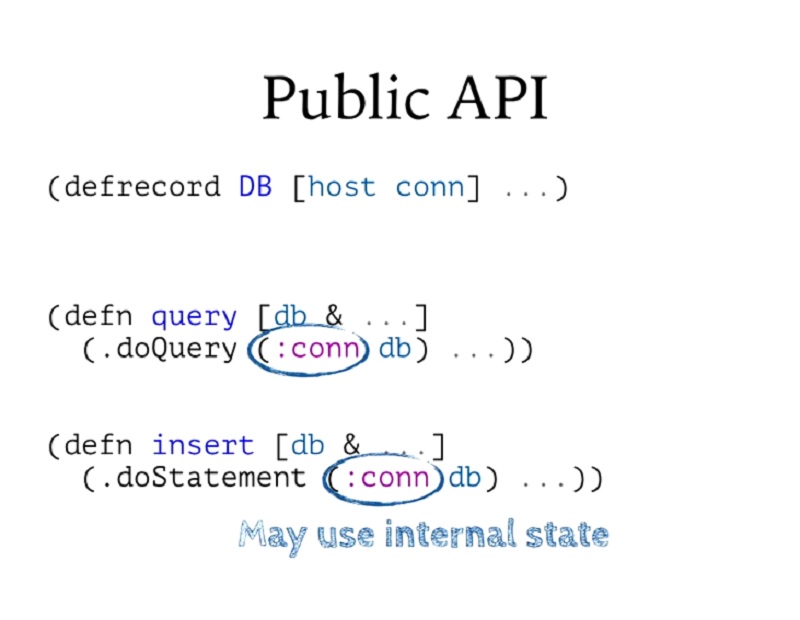 Public API
(defrecord DB [host conn] ...)
(defn query [db & ...]
(.doQuery (:conn db) ...))
(defn insert [db & ...]
(.doStatement (:conn db) ...))
May use internal state